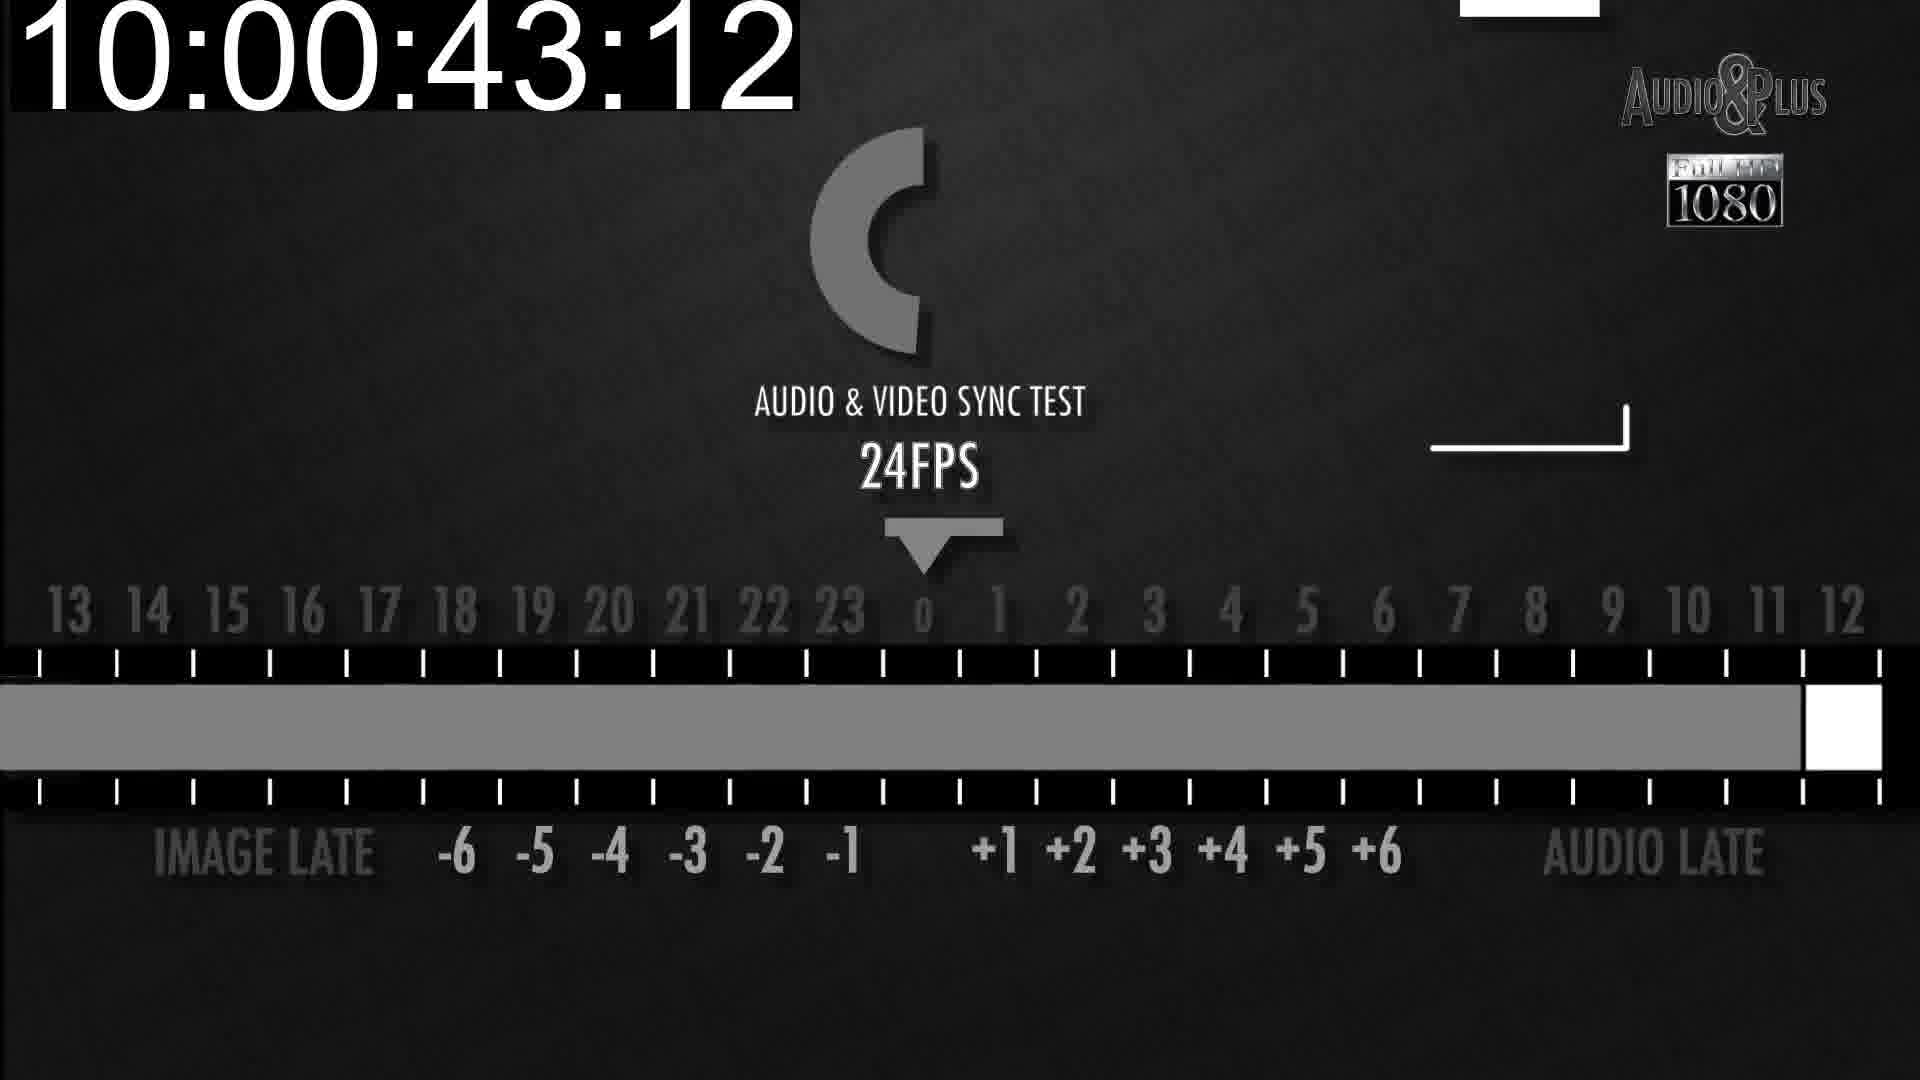 10:00:43:12
AUDIO & PLUS
Full HD
1080
AUDIO & VIDEO SYNC TEST
24FPS
13 14 15 16 17 18 19 20 21 22 23 0 1 2 3 4 5 6 7 8 9 10 11 12
IMAGE LATE -6 -5 -4 -3 -2 -1 +1 +2 +3 +4 +5 +6 AUDIO LATE